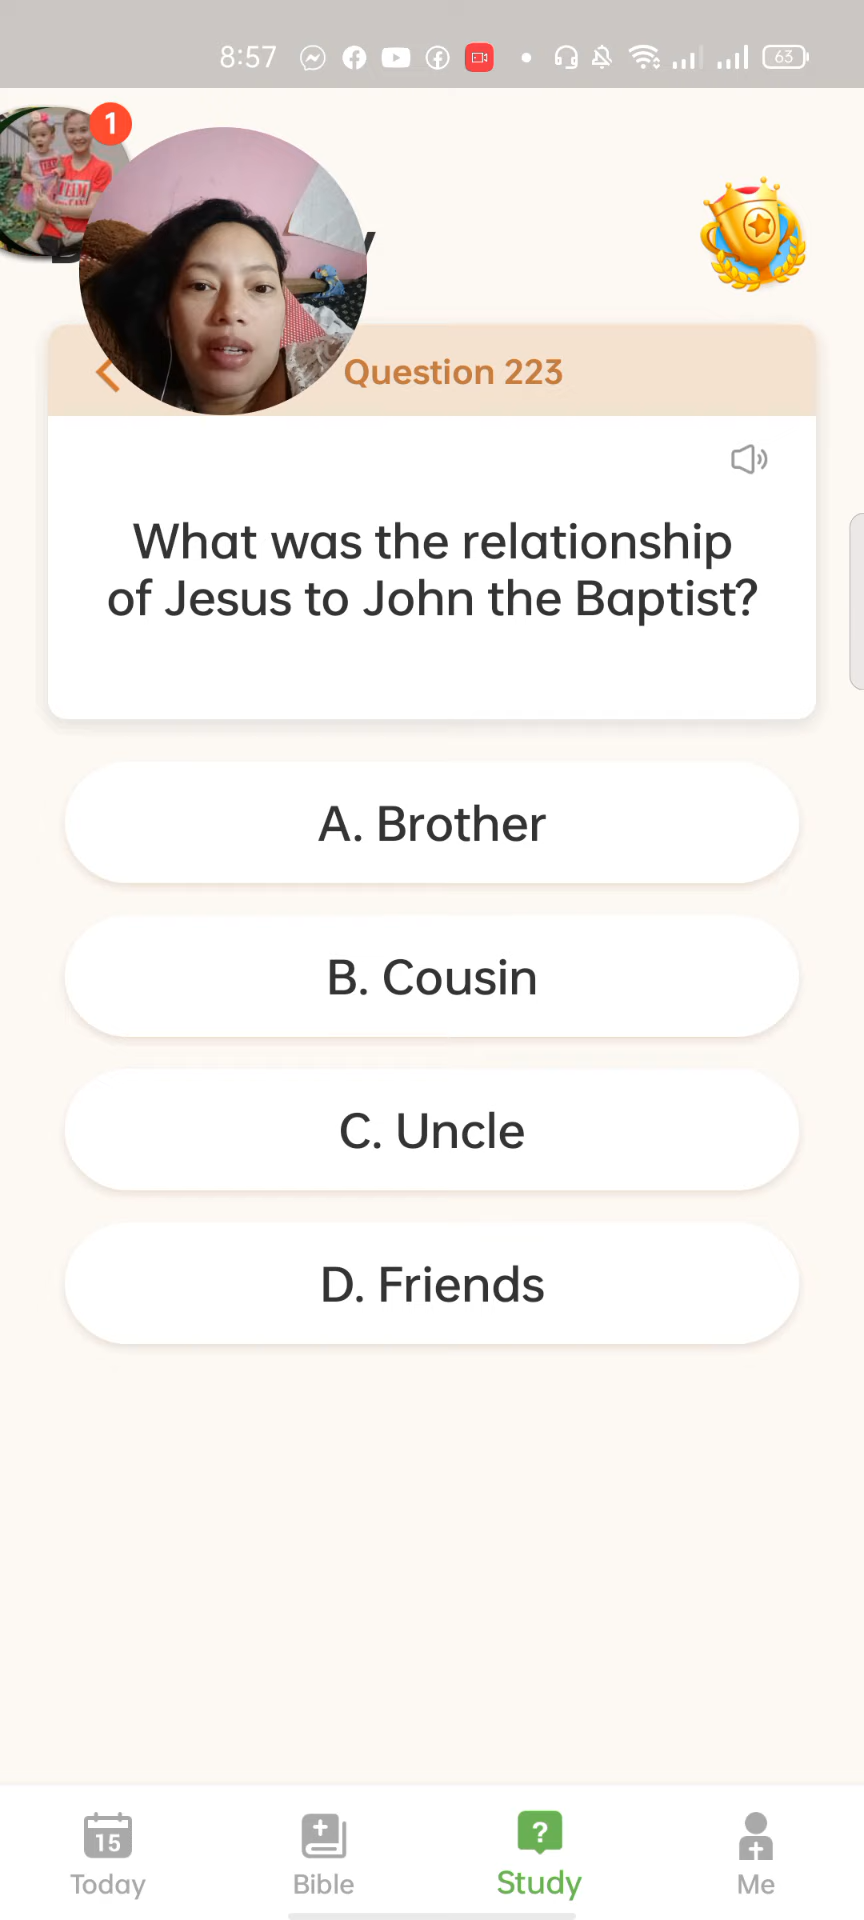 8:57
63
1
Question 223
What was the relationship
of Jesus to John the Baptist?
A. Brother
B. Cousin
C. Uncle
D. Friends
15
?
Today
Bible
Study
Me